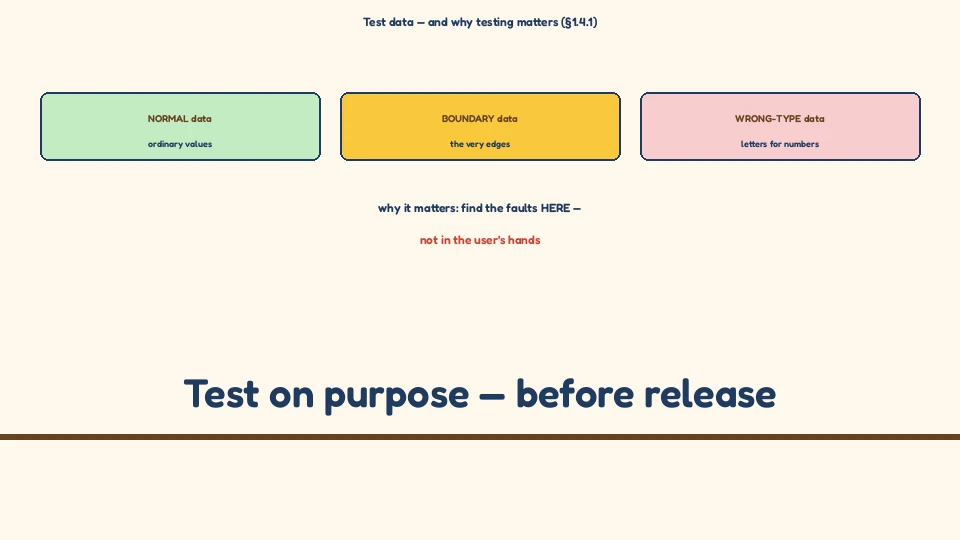 Test data — and why testing matters (§1.4.1)
NORMAL data
ordinary values
BOUNDARY data
the very edges
WRONG-TYPE data
letters for numbers
why it matters: find the faults HERE —
not in the user's hands
Test on purpose — before release